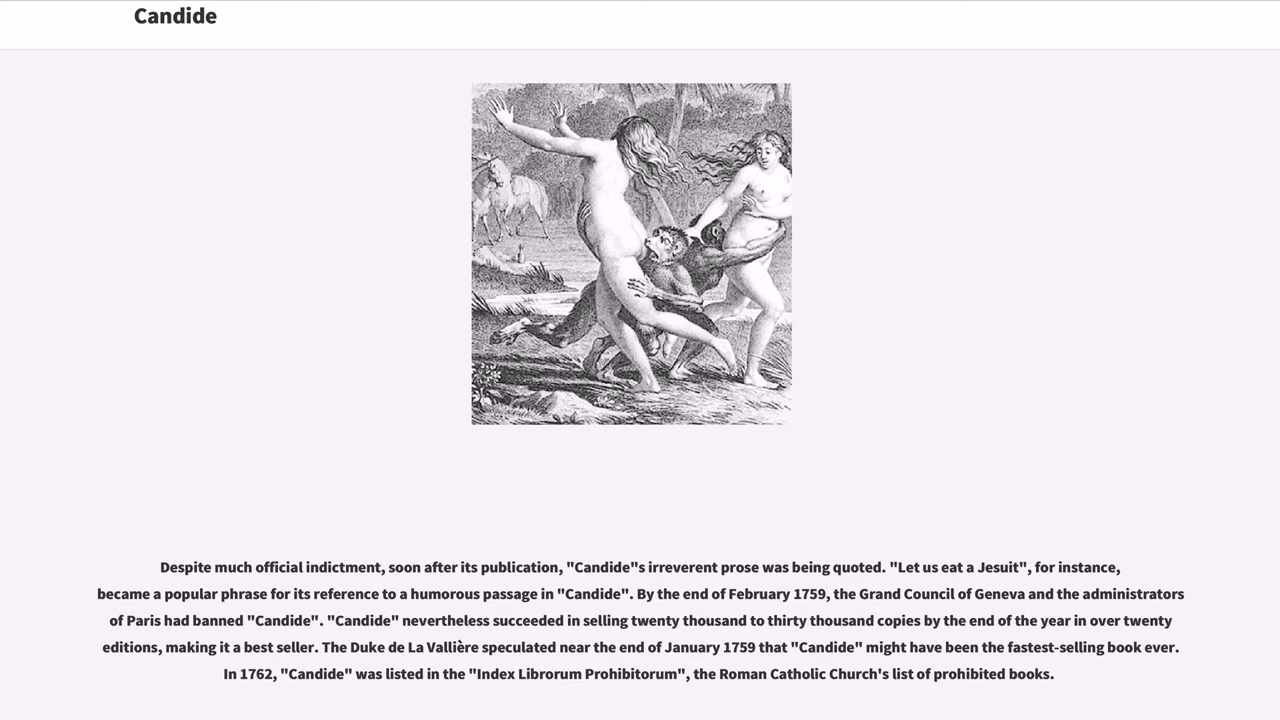 Candide
Despite much official indictment, soon after its publication, "Candide"s irreverent prose was being quoted. "Let us eat a Jesuit", for instance,
became a popular phrase for its reference to a humorous passage in "Candide". By the end of February 1759, the Grand Council of Geneva and the administrators
of Paris had banned "Candide". "Candide" nevertheless succeeded in selling twenty thousand to thirty thousand copies by the end of the year in over twenty
editions, making it a best seller. The Duke de La Vallière speculated near the end of January 1759 that "Candide" might have been the fastest-selling book ever.
In 1762, "Candide" was listed in the "Index Librorum Prohibitorum", the Roman Catholic Church's list of prohibited books.